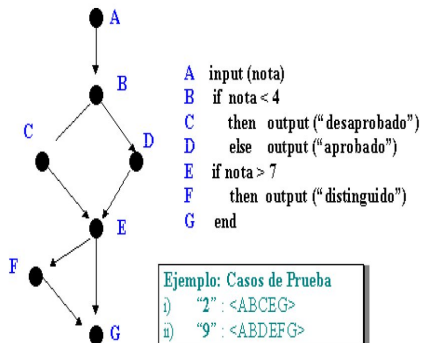 A
B
C
D
E
F
G
A input (nota)
B if nota < 4
C then output (“desaprobado”)
D else output (“aprobado”)
E if nota > 7
F then output (“distinguido”)
G end
Ejemplo: Casos de Prueba
i) “2” : <ABCEG>
ii) “9” : <ABDEFG>